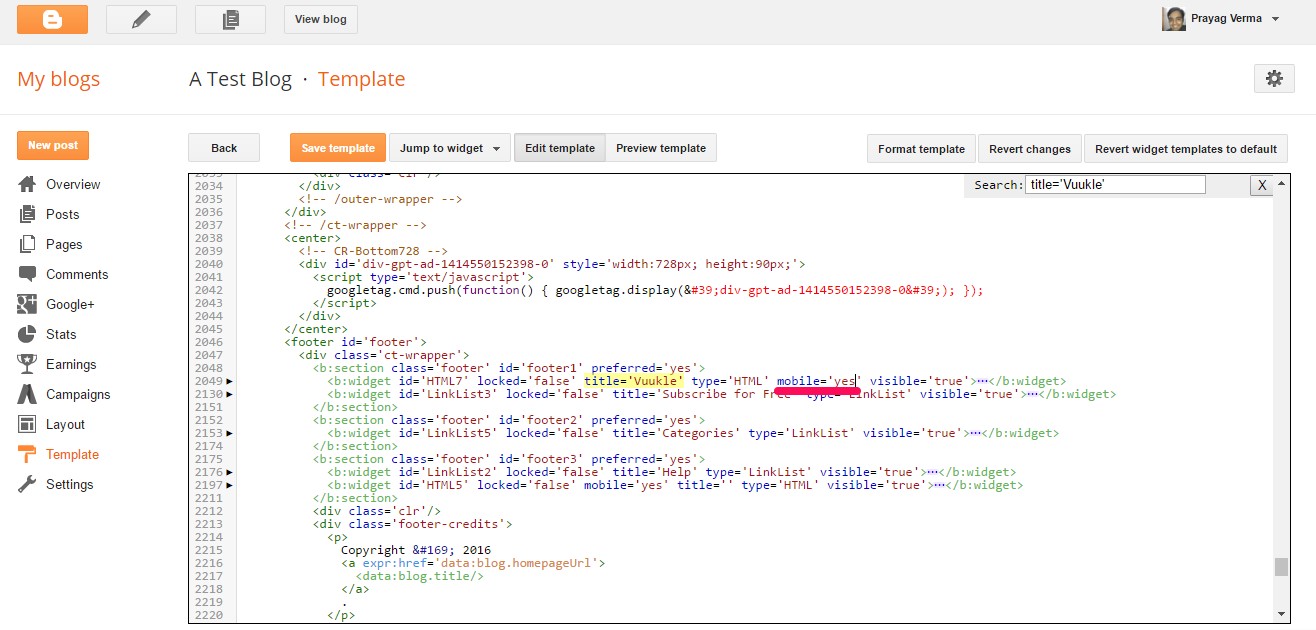 View blog
Prayag Verma
My blogs
A Test Blog · Template
New post
Back
Save template
Jump to widget
Edit template
Preview template
Format template
Revert changes
Revert widget templates to default
Overview
Posts
Pages
Comments
Google+
Stats
Earnings
Campaigns
Layout
Template
Settings
Search: title='Vuukle'
X
2033 <div class='clr'/>
2034 </div>
2035 <!-- /outer-wrapper -->
2036 </div>
2037 <!-- /ct-wrapper -->
2038 <center>
2039 <!-- CR-Bottom728 -->
2040 <div id='div-gpt-ad-1414550152398-0' style='width:728px; height:90px;'>
2041 <script type='text/javascript'>
2042 googletag.cmd.push(function() { googletag.display(&#39;div-gpt-ad-1414550152398-0&#39;); });
2043 </script>
2044 </div>
2045 </center>
2046 <footer id='footer'>
2047 <div class='ct-wrapper'>
2048 <b:section class='footer' id='footer1' preferred='yes'>
2049 <b:widget id='HTML7' locked='false' title='Vuukle' type='HTML' mobile='yes' visible='true'>↔</b:widget>
2130 <b:widget id='LinkList3' locked='false' title='Subscribe for Free' type='LinkList' visible='true'>↔</b:widget>
2151 </b:section>
2152 <b:section class='footer' id='footer2' preferred='yes'>
2153 <b:widget id='LinkList5' locked='false' title='Categories' type='LinkList' visible='true'>↔</b:widget>
2174 </b:section>
2175 <b:section class='footer' id='footer3' preferred='yes'>
2176 <b:widget id='LinkList2' locked='false' title='Help' type='LinkList' visible='true'>↔</b:widget>
2197 <b:widget id='HTML5' locked='false' mobile='yes' title='' type='HTML' visible='true'>↔</b:widget>
2211 </b:section>
2212 <div class='clr'/>
2213 <div class='footer-credits'>
2214 <p>
2215 Copyright &#169; 2016
2216 <a expr:href='data:blog.homepageUrl'>
2217 <data:blog.title/>
2218 </a>
2219 .
2220 </p>